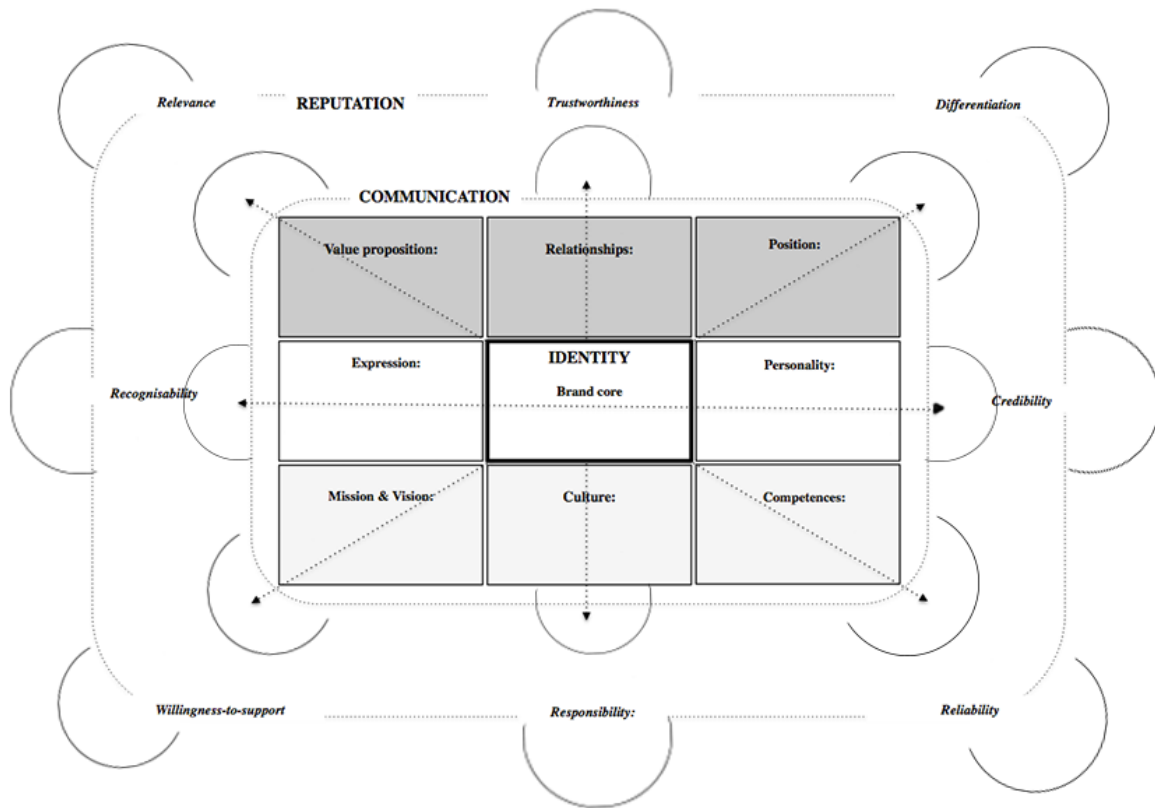 Relevance
REPUTATION
Trustworthiness
Differentiation
COMMUNICATION
Value proposition:
Relationships:
Position:
Expression:
IDENTITY
Personality:
Brand core
Recognisability
Credibility
Mission & Vision:
Culture:
Competences:
Willingness-to-support
Responsibility:
Reliability